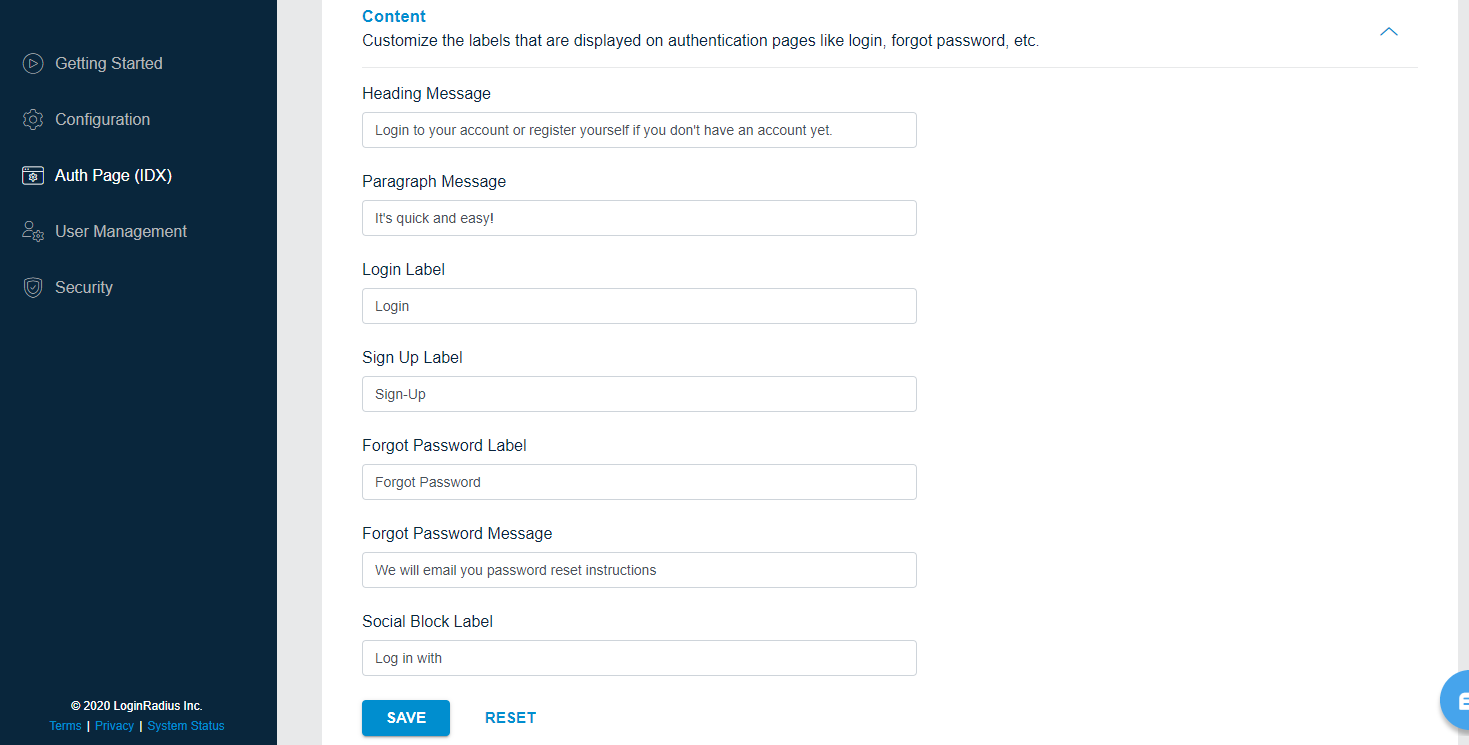 Getting Started
Configuration
Auth Page (IDX)
User Management
Security
© 2020 LoginRadius Inc.
Terms | Privacy | System Status
Content
Customize the labels that are displayed on authentication pages like login, forgot password, etc.
Heading Message
Login to your account or register yourself if you don't have an account yet.
Paragraph Message
It's quick and easy!
Login Label
Login
Sign Up Label
Sign-Up
Forgot Password Label
Forgot Password
Forgot Password Message
We will email you password reset instructions
Social Block Label
Log in with
SAVE RESET